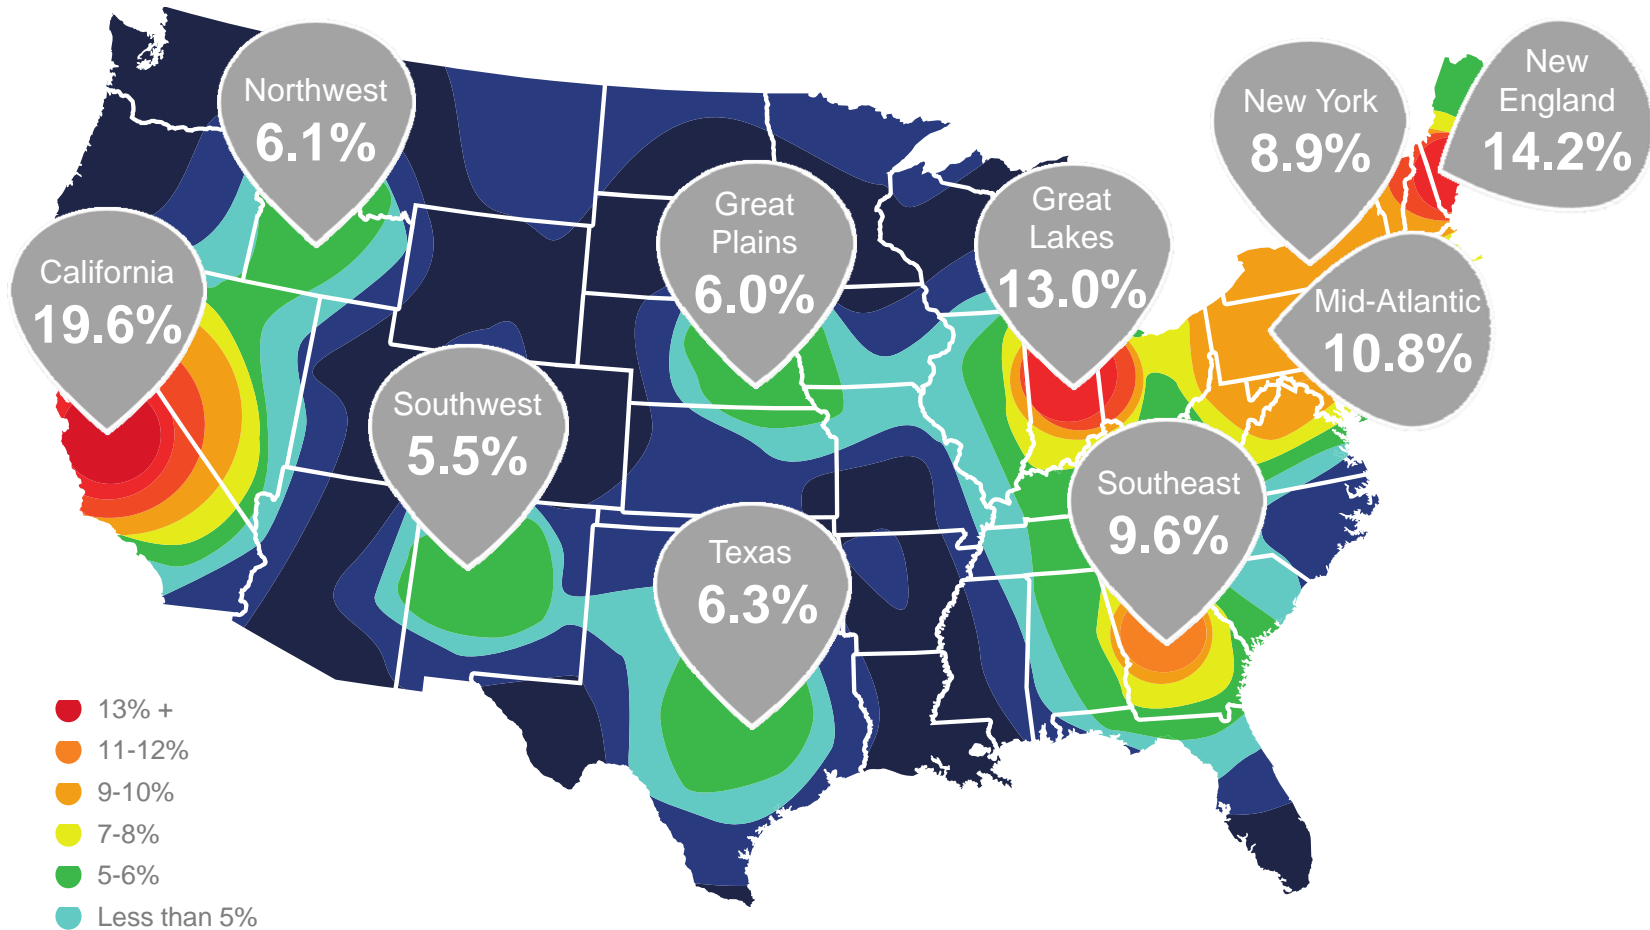 Northwest
6.1%
California
19.6%
Southwest
5.5%
Great
Plains
6.0%
Texas
6.3%
Great
Lakes
13.0%
Southeast
9.6%
New York
8.9%
New
England
14.2%
Mid-Atlantic
10.8%
13% +
11-12%
9-10%
7-8%
5-6%
Less than 5%